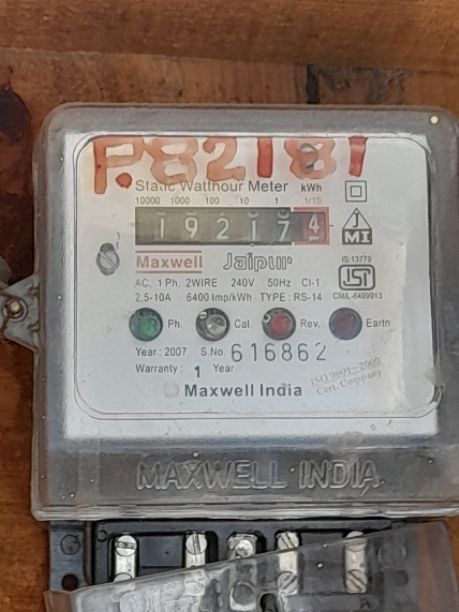 P.82181
Static Watthour Meter kWh
10000 1000 100 10 1 1/10
1 9 2 1 7 4
Maxwell Jaipur
J
MI
IS:13779
AC, 1 Ph. 2WIRE 240V 50Hz Cl-1
2.5-10A 6400 Imp/kWh TYPE : RS-14
CM/L-8499913
Ph. Cal. Rev. Earth
Year : 2007 S.No. 616862
Warranty : 1 Year
ISO 9001-2000
Cert. Company
Maxwell India
MAXWELL INDIA